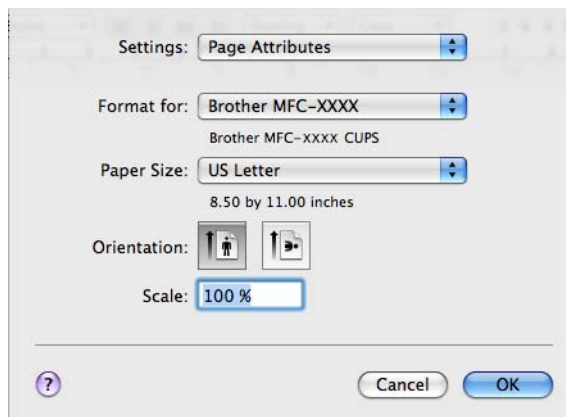 Settings: Page Attributes
Format for: Brother MFC-XXXX
Brother MFC-XXXX CUPS
Paper Size: US Letter
8.50 by 11.00 inches
Orientation:
Scale: 100 %
? Cancel OK